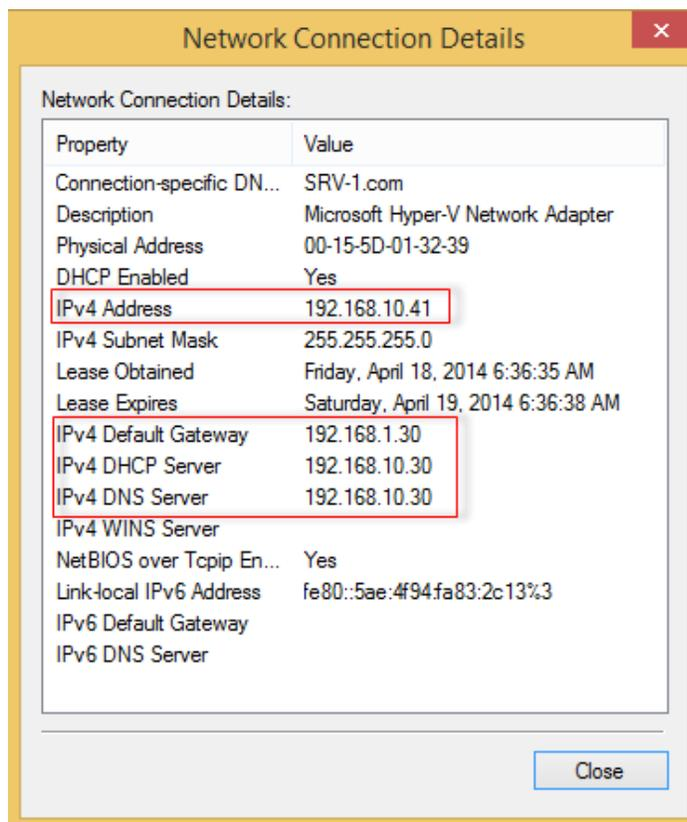 Network Connection Details
Network Connection Details:
Property Value
Connection-specific DN... SRV-1.com
Description Microsoft Hyper-V Network Adapter
Physical Address 00-15-5D-01-32-39
DHCP Enabled Yes
IPv4 Address 192.168.10.41
IPv4 Subnet Mask 255.255.255.0
Lease Obtained Friday, April 18, 2014 6:36:35 AM
Lease Expires Saturday, April 19, 2014 6:36:38 AM
IPv4 Default Gateway 192.168.1.30
IPv4 DHCP Server 192.168.10.30
IPv4 DNS Server 192.168.10.30
IPv4 WINS Server
NetBIOS over Tcpip En... Yes
Link-local IPv6 Address fe80::5ae:4f94:fa83:2c13%3
IPv6 Default Gateway
IPv6 DNS Server
Close